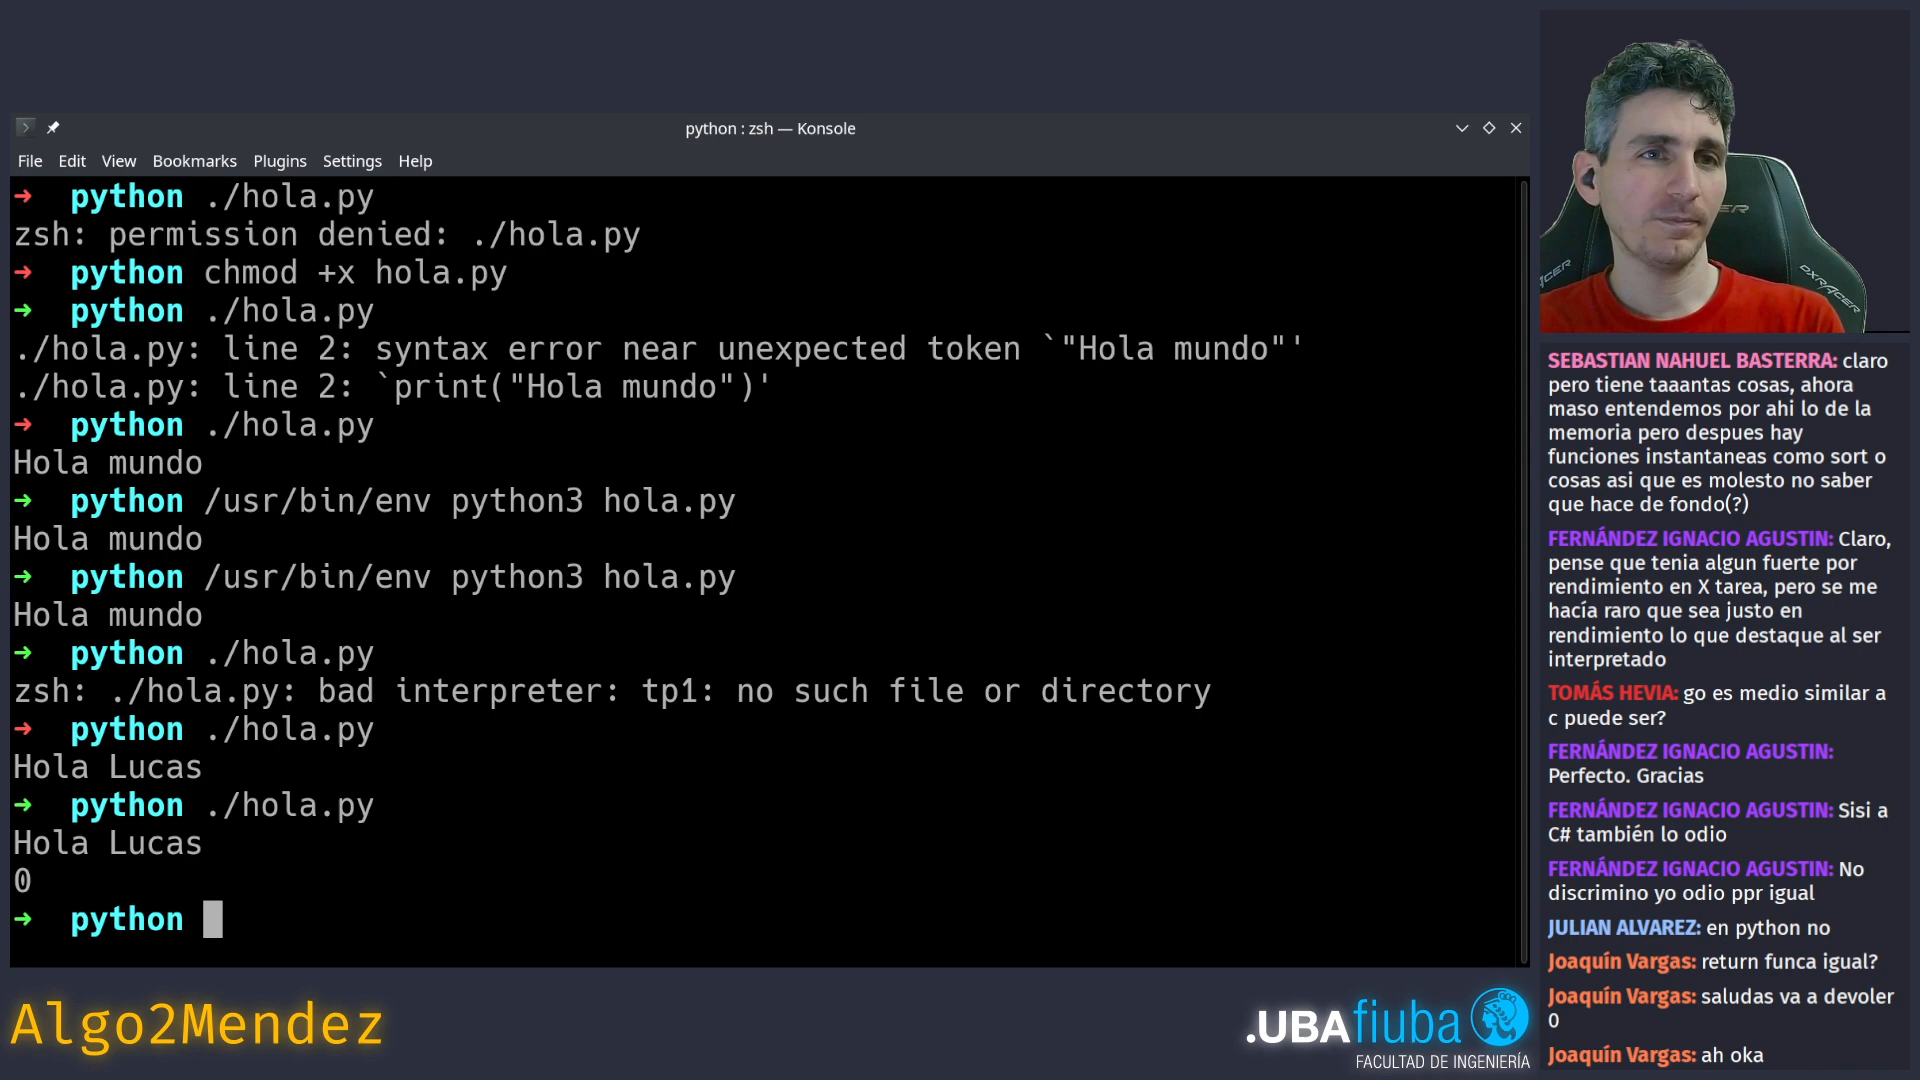 python : zsh — Konsole
File Edit View Bookmarks Plugins Settings Help
➜ python ./hola.py
zsh: permission denied: ./hola.py
➜ python chmod +x hola.py
➜ python ./hola.py
./hola.py: line 2: syntax error near unexpected token `"Hola mundo"'
./hola.py: line 2: `print("Hola mundo")'
➜ python ./hola.py
Hola mundo
➜ python /usr/bin/env python3 hola.py
Hola mundo
➜ python /usr/bin/env python3 hola.py
Hola mundo
➜ python ./hola.py
zsh: ./hola.py: bad interpreter: tp1: no such file or directory
➜ python ./hola.py
Hola Lucas
➜ python ./hola.py
Hola Lucas
0
➜ python
Algo2Mendez
.UBAfiuba
FACULTAD DE INGENIERÍA
DXRACER
SEBASTIAN NAHUEL BASTERRA: claro
pero tiene taaantas cosas, ahora
maso entendemos por ahi lo de la
memoria pero despues hay
funciones instantaneas como sort o
cosas asi que es molesto no saber
que hace de fondo(?)
FERNÁNDEZ IGNACIO AGUSTIN: Claro,
pense que tenia algun fuerte por
rendimiento en X tarea, pero se me
hacía raro que sea justo en
rendimiento lo que destaque al ser
interpretado
TOMÁS HEVIA: go es medio similar a
c puede ser?
FERNÁNDEZ IGNACIO AGUSTIN:
Perfecto. Gracias
FERNÁNDEZ IGNACIO AGUSTIN: Sisi a
C# también lo odio
FERNÁNDEZ IGNACIO AGUSTIN: No
discrimino yo odio ppr igual
JULIAN ALVAREZ: en python no
Joaquín Vargas: return funca igual?
Joaquín Vargas: saludas va a devoler
0
Joaquín Vargas: ah oka